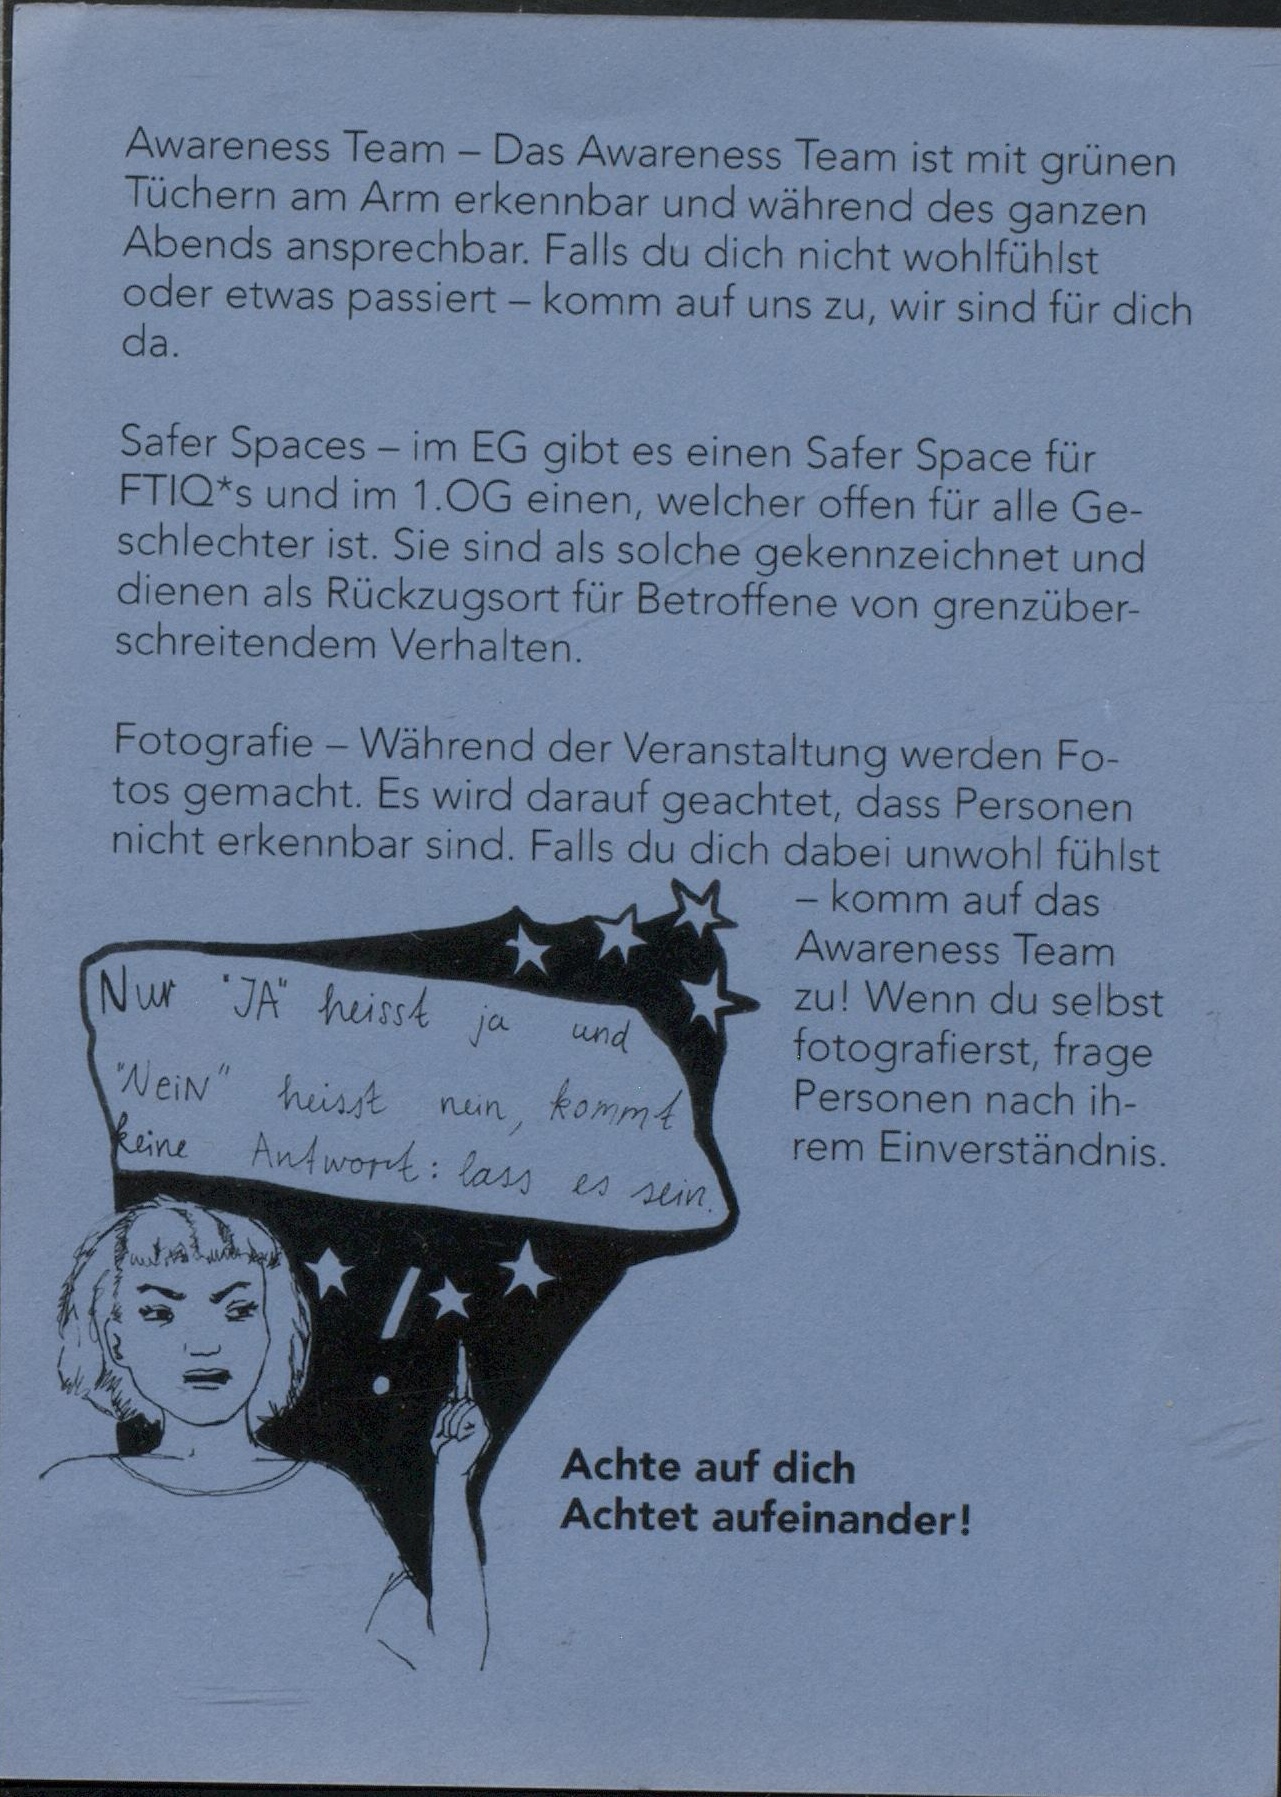 Awareness Team – Das Awareness Team ist mit grünen
Tüchern am Arm erkennbar und während des ganzen
Abends ansprechbar. Falls du dich nicht wohlfühlst
oder etwas passiert – komm auf uns zu, wir sind für dich
da.
Safer Spaces – im EG gibt es einen Safer Space für
FTIQ*s und im 1.OG einen, welcher offen für alle Ge-
schlechter ist. Sie sind als solche gekennzeichnet und
dienen als Rückzugsort für Betroffene von grenzüber-
schreitendem Verhalten.
Fotografie – Während der Veranstaltung werden Fo-
tos gemacht. Es wird darauf geachtet, dass Personen
nicht erkennbar sind. Falls du dich dabei unwohl fühlst
– komm auf das
Awareness Team
zu! Wenn du selbst
fotografierst, frage
Personen nach ih-
rem Einverständnis.
Nur "JA" heisst ja und
"NEiN" heisst nein, kommt
keine Antwort: lass es sein.
Achte auf dich
Achtet aufeinander!